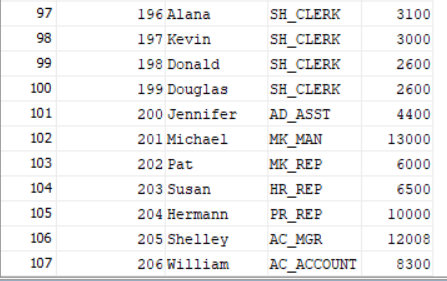 97 196 Alana SH_CLERK 3100
98 197 Kevin SH_CLERK 3000
99 198 Donald SH_CLERK 2600
100 199 Douglas SH_CLERK 2600
101 200 Jennifer AD_ASST 4400
102 201 Michael MK_MAN 13000
103 202 Pat MK_REP 6000
104 203 Susan HR_REP 6500
105 204 Hermann PR_REP 10000
106 205 Shelley AC_MGR 12008
107 206 William AC_ACCOUNT 8300